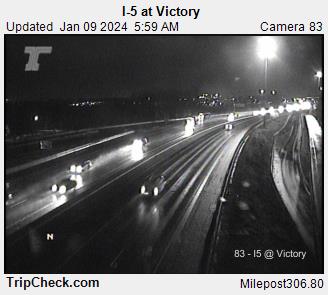 I-5 at Victory
Updated Jan 09 2024 5:59 AM Camera 83
T
N
83 - I5 @ Victory
TripCheck.com Milepost306.80